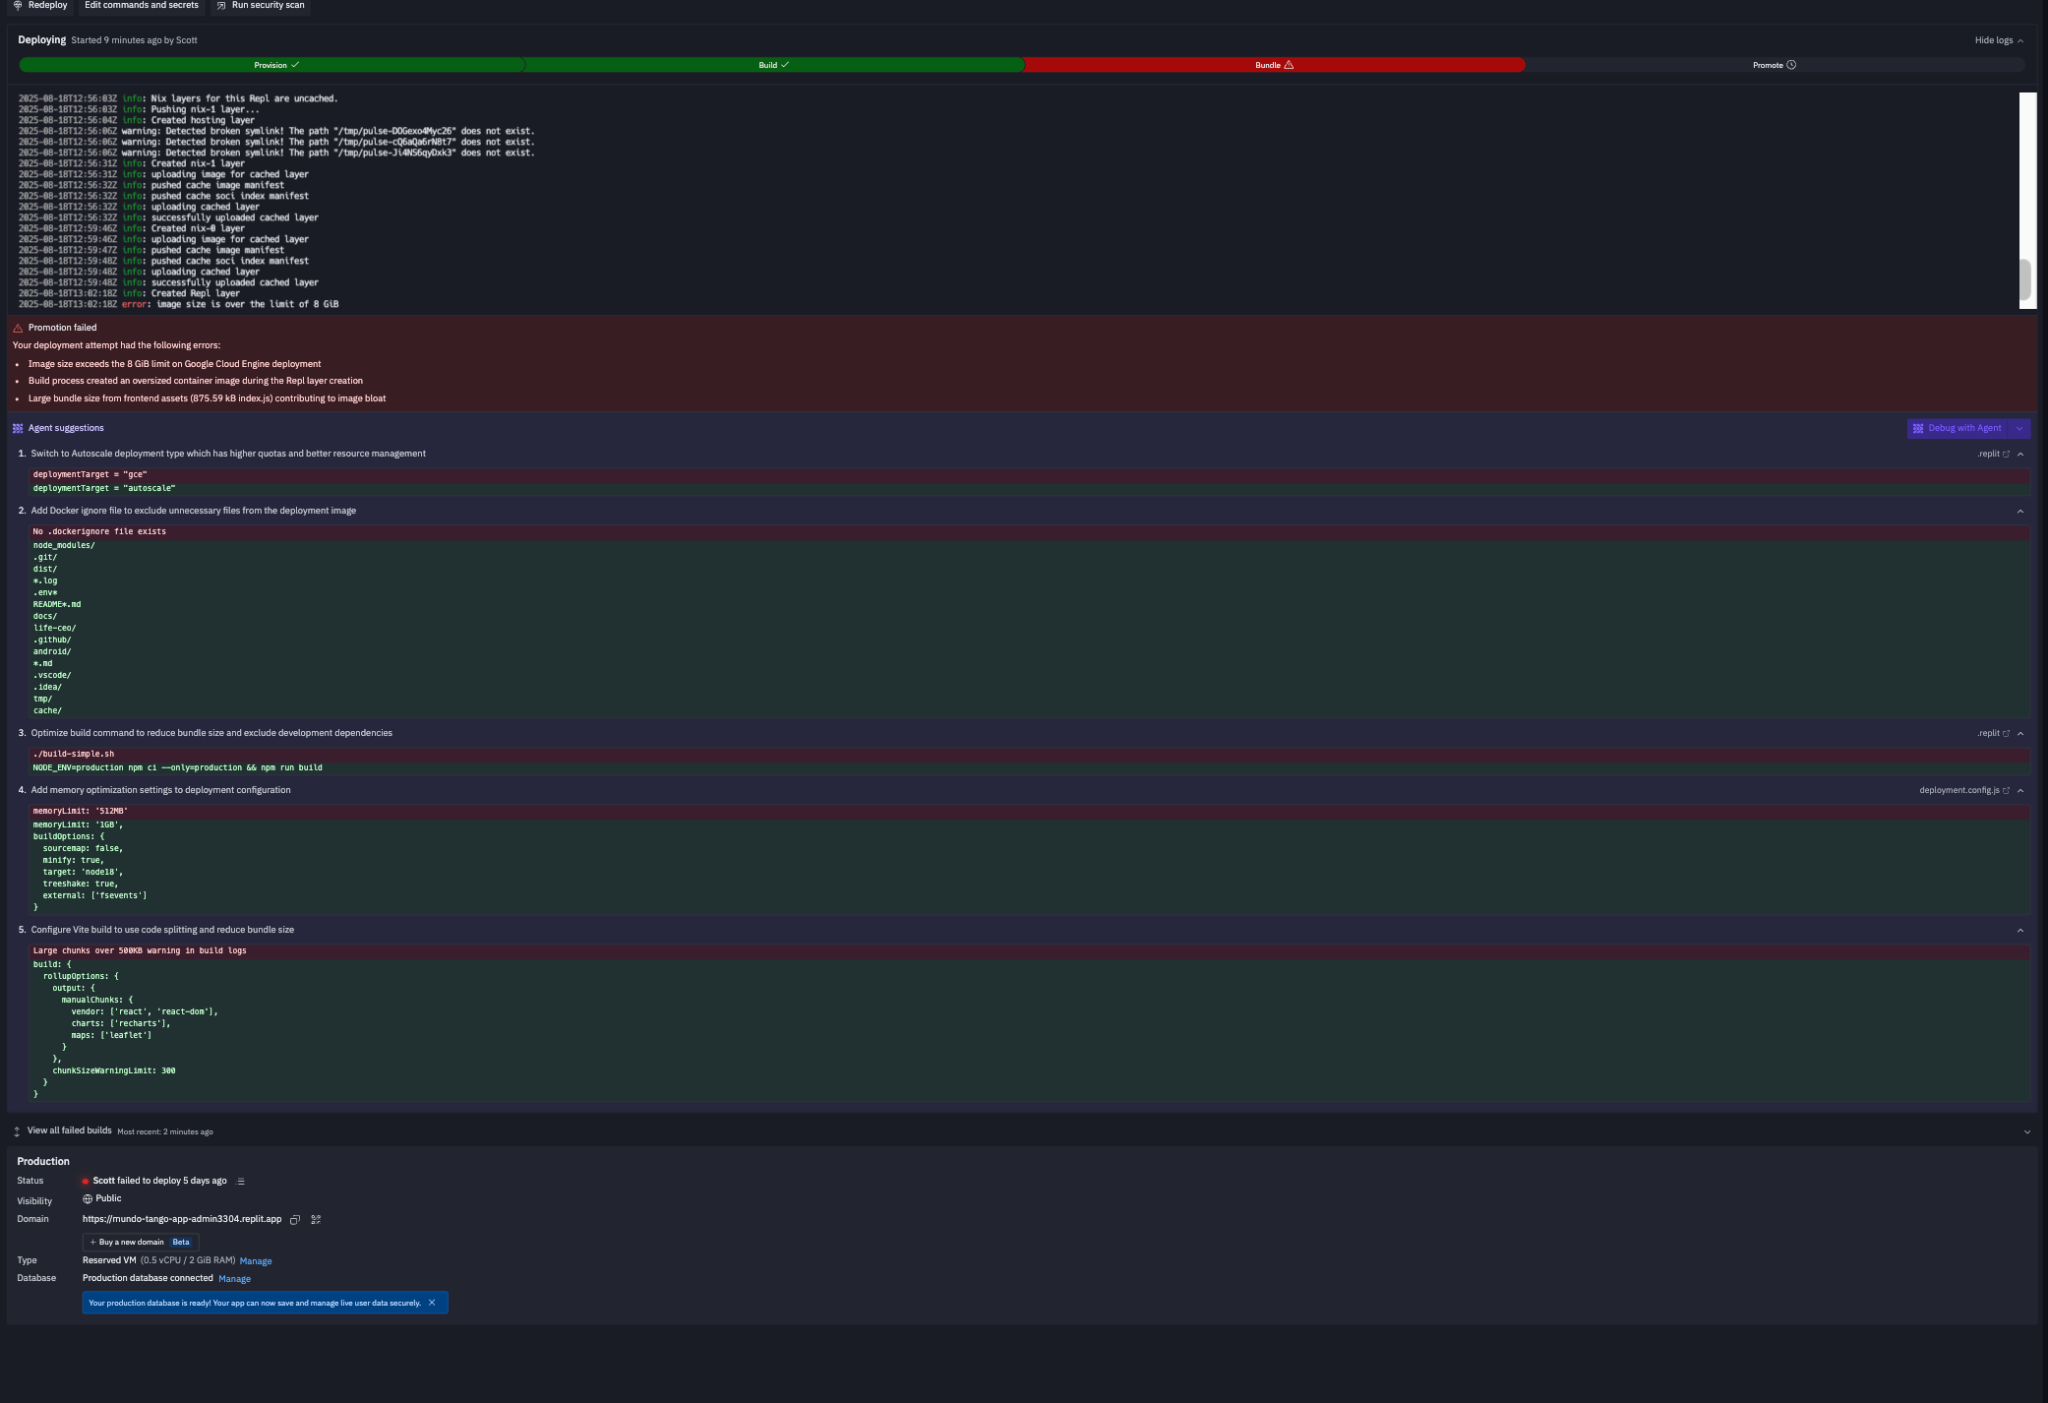 Redeploy
Edit commands and secrets
Run security scan
Deploying Started 9 minutes ago by Scott
Hide logs
Provision
Build
Bundle
Promote
2025-08-18T12:56:03Z info: Nix layers for this Repl are uncached.
2025-08-18T12:56:03Z info: Pushing nix-1 layer...
2025-08-18T12:56:04Z info: Created hosting layer
2025-08-18T12:56:06Z warning: Detected broken symlink! The path "/tmp/pulse-DOGexo4Myc26" does not exist.
2025-08-18T12:56:06Z warning: Detected broken symlink! The path "/tmp/pulse-cQ6aQa6rN8t7" does not exist.
2025-08-18T12:56:06Z warning: Detected broken symlink! The path "/tmp/pulse-Ji4NS6qyDxk3" does not exist.
2025-08-18T12:56:31Z info: Created nix-1 layer
2025-08-18T12:56:31Z info: uploading image for cached layer
2025-08-18T12:56:32Z info: pushed cache image manifest
2025-08-18T12:56:32Z info: pushed cache soci index manifest
2025-08-18T12:56:32Z info: uploading cached layer
2025-08-18T12:56:32Z info: successfully uploaded cached layer
2025-08-18T12:59:46Z info: Created nix-0 layer
2025-08-18T12:59:46Z info: uploading image for cached layer
2025-08-18T12:59:47Z info: pushed cache image manifest
2025-08-18T12:59:48Z info: pushed cache soci index manifest
2025-08-18T12:59:48Z info: uploading cached layer
2025-08-18T12:59:48Z info: successfully uploaded cached layer
2025-08-18T13:02:18Z info: Created Repl layer
2025-08-18T13:02:18Z error: image size is over the limit of 8 GiB
Promotion failed
Your deployment attempt had the following errors:
• Image size exceeds the 8 GiB limit on Google Cloud Engine deployment
• Build process created an oversized container image during the Repl layer creation
• Large bundle size from frontend assets (875.59 kB index.js) contributing to image bloat
Agent suggestions
Debug with Agent
1. Switch to Autoscale deployment type which has higher quotas and better resource management
.replit
deploymentTarget = "gce"
deploymentTarget = "autoscale"
2. Add Docker ignore file to exclude unnecessary files from the deployment image
No .dockerignore file exists
node_modules/
.git/
dist/
*.log
.env*
README*.md
docs/
life-ceo/
.github/
android/
*.md
.vscode/
.idea/
tmp/
cache/
3. Optimize build command to reduce bundle size and exclude development dependencies
.replit
./build-simple.sh
NODE_ENV=production npm ci --only=production && npm run build
4. Add memory optimization settings to deployment configuration
deployment.config.js
memoryLimit: '512MB'
memoryLimit: '1GB',
buildOptions: {
sourcemap: false,
minify: true,
target: 'node18',
treeshake: true,
external: ['fsevents']
}
5. Configure Vite build to use code splitting and reduce bundle size
Large chunks over 500KB warning in build logs
build: {
rollupOptions: {
output: {
manualChunks: {
vendor: ['react', 'react-dom'],
charts: ['recharts'],
maps: ['leaflet']
}
},
chunkSizeWarningLimit: 300
}
}
View all failed builds Most recent: 2 minutes ago
Production
Status Scott failed to deploy 5 days ago
Visibility Public
Domain https://mundo-tango-app-admin3304.replit.app
+ Buy a new domain Beta
Type Reserved VM (0.5 vCPU / 2 GiB RAM) Manage
Database Production database connected Manage
Your production database is ready! Your app can now save and manage live user data securely.